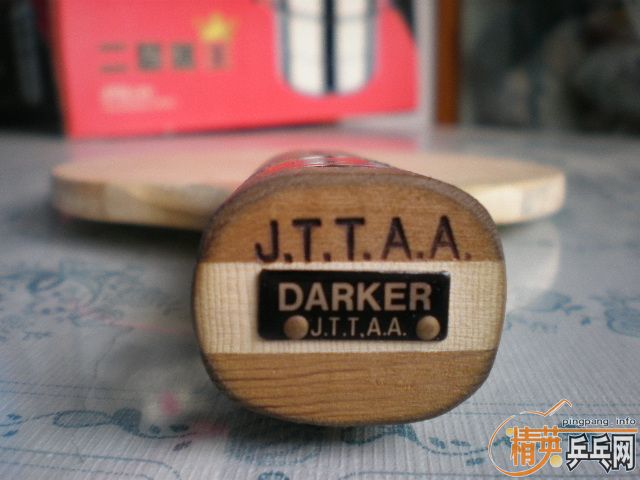 J.T.T.A.A.
DARKER
J.T.T.A.A.
pingpang.info
精英乒乓网